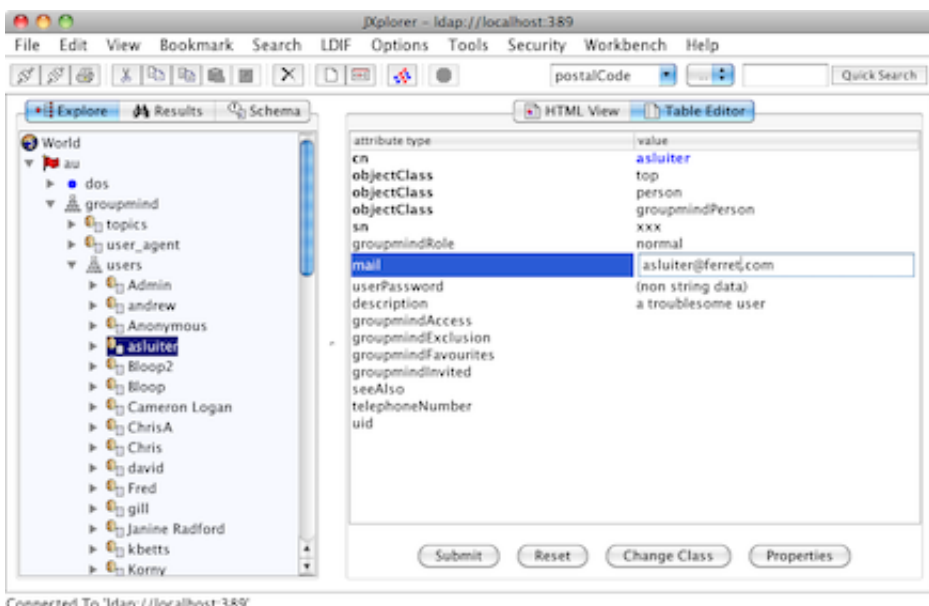 JXplorer – ldap://localhost:389
File Edit View Bookmark Search LDIF Options Tools Security Workbench Help
postalCode ... Quick Search
Explore Results Schema
HTML View Table Editor
World
au
dos
groupmind
topics
user_agent
users
Admin
andrew
Anonymous
asluiter
Bloop2
Bloop
Cameron Logan
ChrisA
Chris
david
Fred
gill
Janine Radford
kbetts
Korny
attribute type value
cn asluiter
objectClass top
objectClass person
objectClass groupmindPerson
sn xxx
groupmindRole normal
mail asluiter@ferret.com
userPassword (non string data)
description a troublesome user
groupmindAccess
groupmindExclusion
groupmindFavourites
groupmindInvited
seeAlso
telephoneNumber
uid
Submit Reset Change Class Properties
Connected To 'ldap://localhost:389'